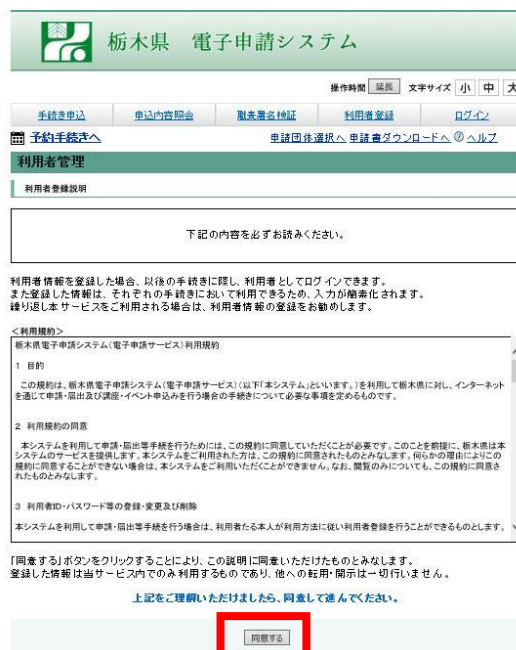 栃木県 電子申請システム
操作時間 延長 文字サイズ 小 中 大
手続き申込 申込内容照会 職責署名検証 利用者登録 ログイン
予約手続きへ 申請団体選択へ 申請書ダウンロードへ ? ヘルプ
利用者管理
利用者登録説明
下記の内容を必ずお読みください。
利用者情報を登録した場合、以後の手続きに際し、利用者としてログインできます。
また登録した情報は、それぞれの手続きにおいて利用できるため、入力が簡素化されます。
繰り返し本サービスをご利用される場合は、利用者情報の登録をお勧めします。
<利用規約>
栃木県電子申請システム(電子申請サービス)利用規約
1 目的
この規約は、栃木県電子申請システム(電子申請サービス)(以下「本システム」といいます。)を利用して栃木県に対し、インターネット
を通じて申請・届出及び講座・イベント申込みを行う場合の手続きについて必要な事項を定めるものです。
2 利用規約の同意
本システムを利用して申請・届出等手続を行うためには、この規約に同意していただくことが必要です。このことを前提に、栃木県は本
システムのサービスを提供します。本システムをご利用された方は、この規約に同意されたものとみなします。何らかの理由によりこの
規約に同意することができない場合は、本システムをご利用いただくことができません。なお、閲覧のみについても、この規約に同意さ
れたものとみなします。
3 利用者ID・パスワード等の登録・変更及び削除
本システムを利用して申請・届出等手続を行う場合は、利用者たる本人が利用方法に従い利用者登録を行うことができるものとします。
「同意する」ボタンをクリックすることにより、この説明に同意いただけたものとみなします。
登録した情報は当サービス内でのみ利用するものであり、他への転用・開示は一切行いません。
上記をご理解いただけましたら、同意して進んでください。
同意する